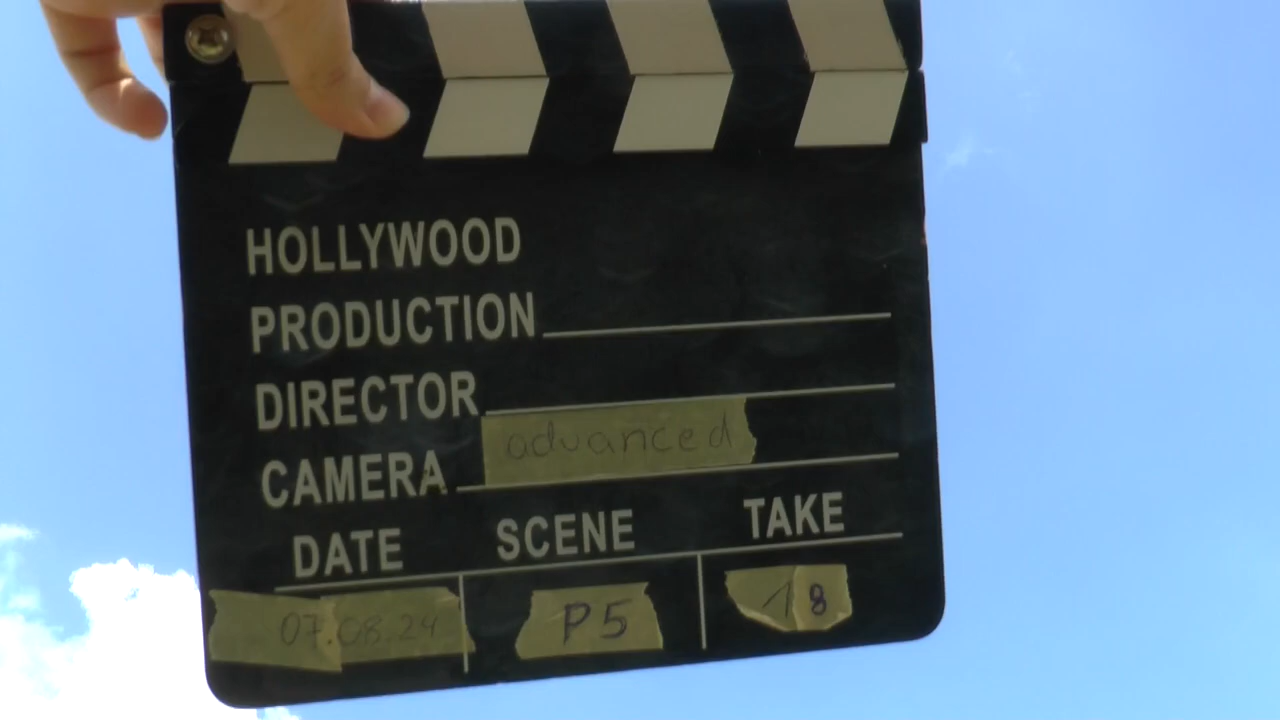 HOLLYWOOD
PRODUCTION
DIRECTOR
CAMERA advanced
DATE SCENE TAKE
07.08.24 P5 18